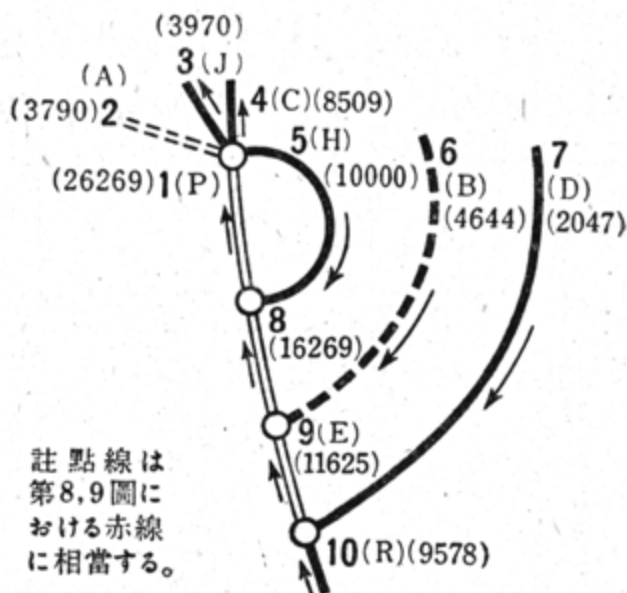 (3970)
3(J)
(A)
(3790)2
4(C)(8509)
5(H)
(10000)
(26269)1(P)
6
(B)
(4644)
7
(D)
(2047)
8
(16269)
9(E)
(11625)
10(R)(9578)
註點線は
第8,9圖に
おける赤線
に相當する。